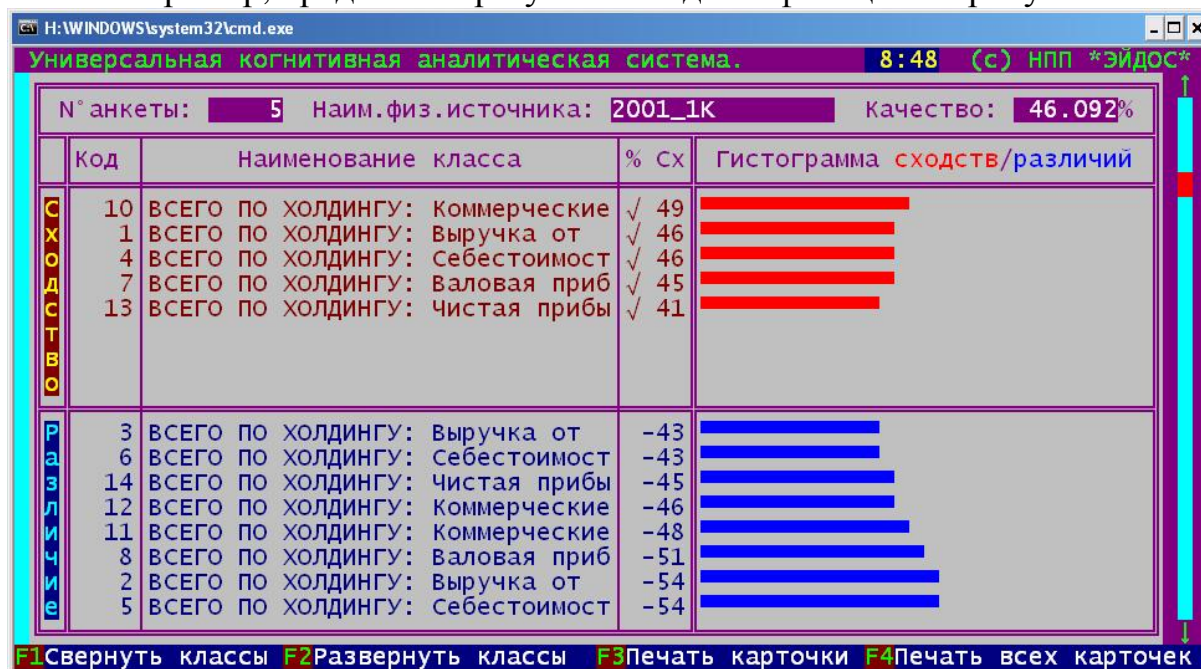 H:\WINDOWS\system32\cmd.exe
Универсальная когнитивная аналитическая система. 8:48 (c) НПП *ЭЙДОС*
N°анкеты: 5 Наим.физ.источника: 2001_1К Качество: 46.092%
Код Наименование класса % Сх Гистограмма сходств/различий
Сходство
10 ВСЕГО ПО ХОЛДИНГУ: Коммерческие √ 49
1 ВСЕГО ПО ХОЛДИНГУ: Выручка от √ 46
4 ВСЕГО ПО ХОЛДИНГУ: Себестоимост √ 46
7 ВСЕГО ПО ХОЛДИНГУ: Валовая приб √ 45
13 ВСЕГО ПО ХОЛДИНГУ: Чистая прибы √ 41
Различие
3 ВСЕГО ПО ХОЛДИНГУ: Выручка от -43
6 ВСЕГО ПО ХОЛДИНГУ: Себестоимост -43
14 ВСЕГО ПО ХОЛДИНГУ: Чистая прибы -45
12 ВСЕГО ПО ХОЛДИНГУ: Коммерческие -46
11 ВСЕГО ПО ХОЛДИНГУ: Коммерческие -48
8 ВСЕГО ПО ХОЛДИНГУ: Валовая приб -51
2 ВСЕГО ПО ХОЛДИНГУ: Выручка от -54
5 ВСЕГО ПО ХОЛДИНГУ: Себестоимост -54
F1Свернуть классы F2Развернуть классы F3Печать карточки F4Печать всех карточек